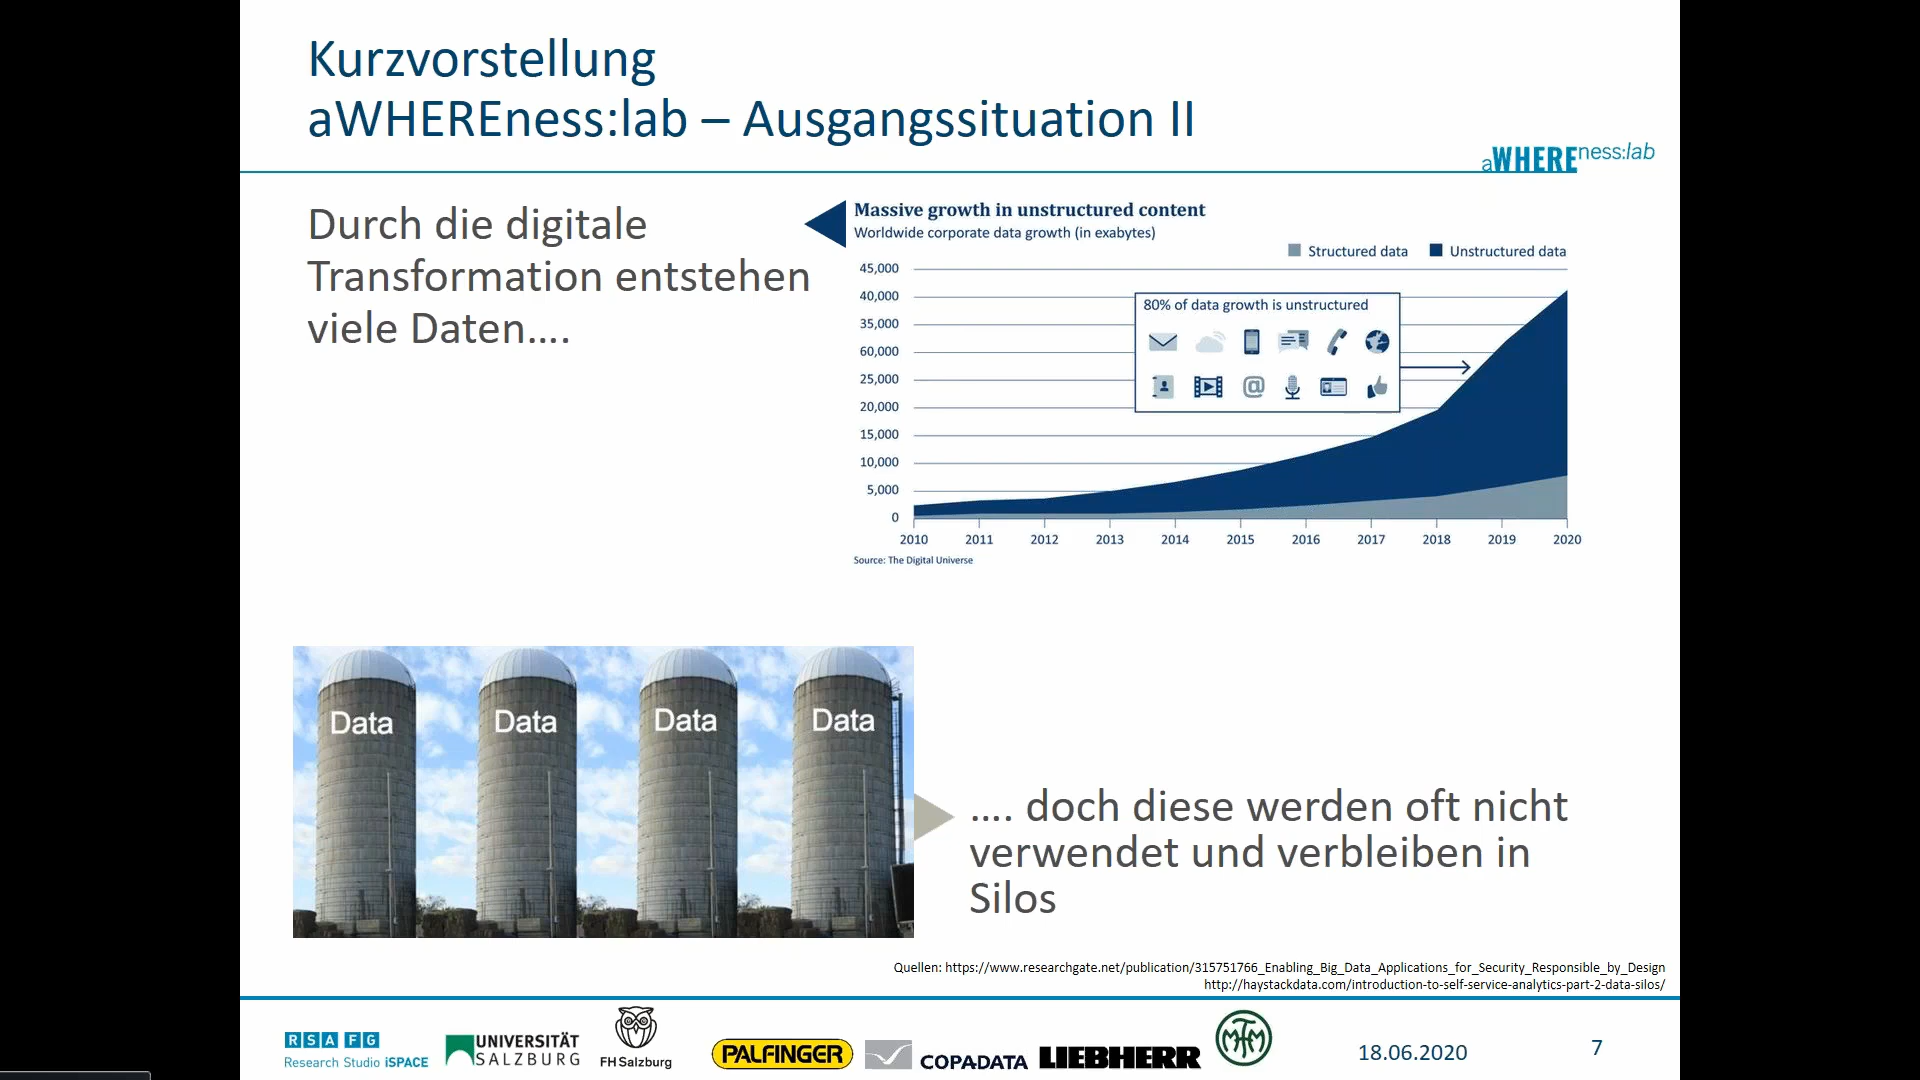 Kurzvorstellung
aWHEREness:lab – Ausgangssituation II
aWHEREness:lab
Durch die digitale
Transformation entstehen
viele Daten....
Massive growth in unstructured content
Worldwide corporate data growth (in exabytes)
Structured data
Unstructured data
45,000
40,000
35,000
60,000
25,000
20,000
15,000
10,000
5,000
0
80% of data growth is unstructured
2010 2011 2012 2013 2014 2015 2016 2017 2018 2019 2020
Source: The Digital Universe
Data Data Data Data
.... doch diese werden oft nicht
verwendet und verbleiben in
Silos
Quellen: https://www.researchgate.net/publication/315751766_Enabling_Big_Data_Applications_for_Security_Responsible_by_Design
http://haystackdata.com/introduction-to-self-service-analytics-part-2-data-silos/
RSA FG
Research Studio iSPACE
UNIVERSITÄT
SALZBURG
FH Salzburg
PALFINGER
COPADATA
LIEBHERR
18.06.2020
7